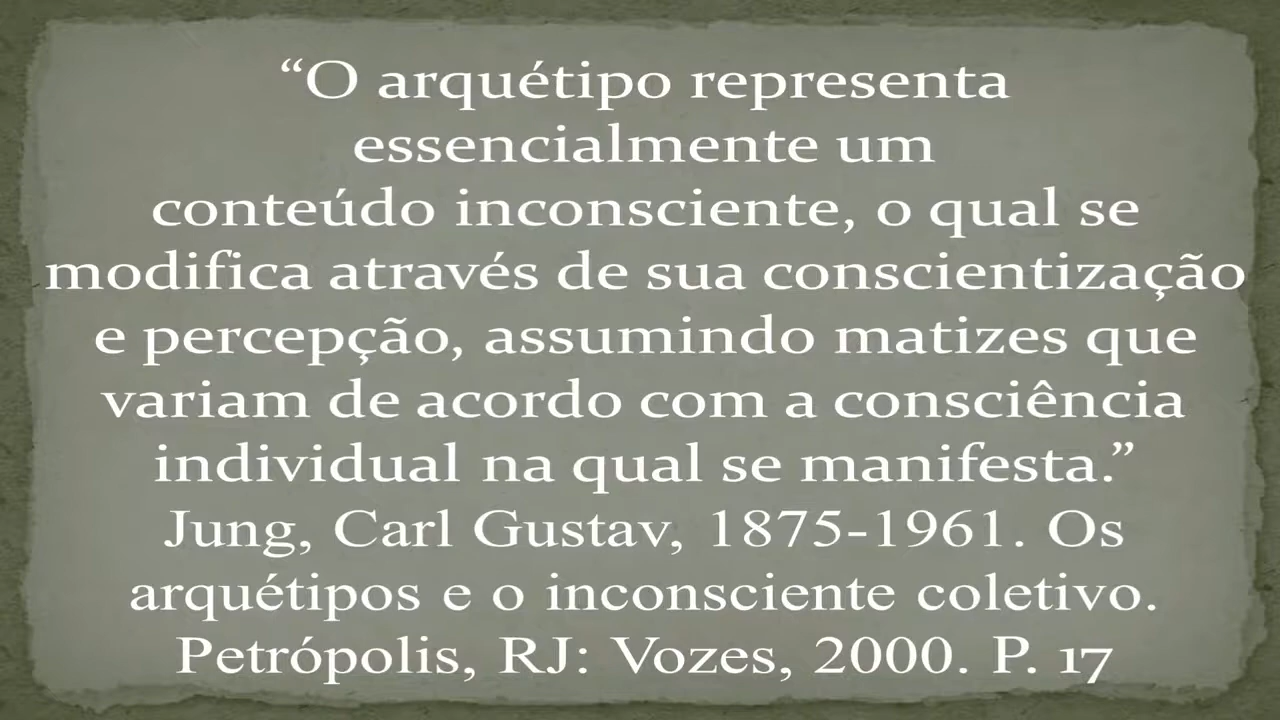 “O arquétipo representa
essencialmente um
conteúdo inconsciente, o qual se
modifica através de sua conscientização
e percepção, assumindo matizes que
variam de acordo com a consciência
individual na qual se manifesta.”
Jung, Carl Gustav, 1875-1961. Os
arquétipos e o inconsciente coletivo.
Petrópolis, RJ: Vozes, 2000. P. 17